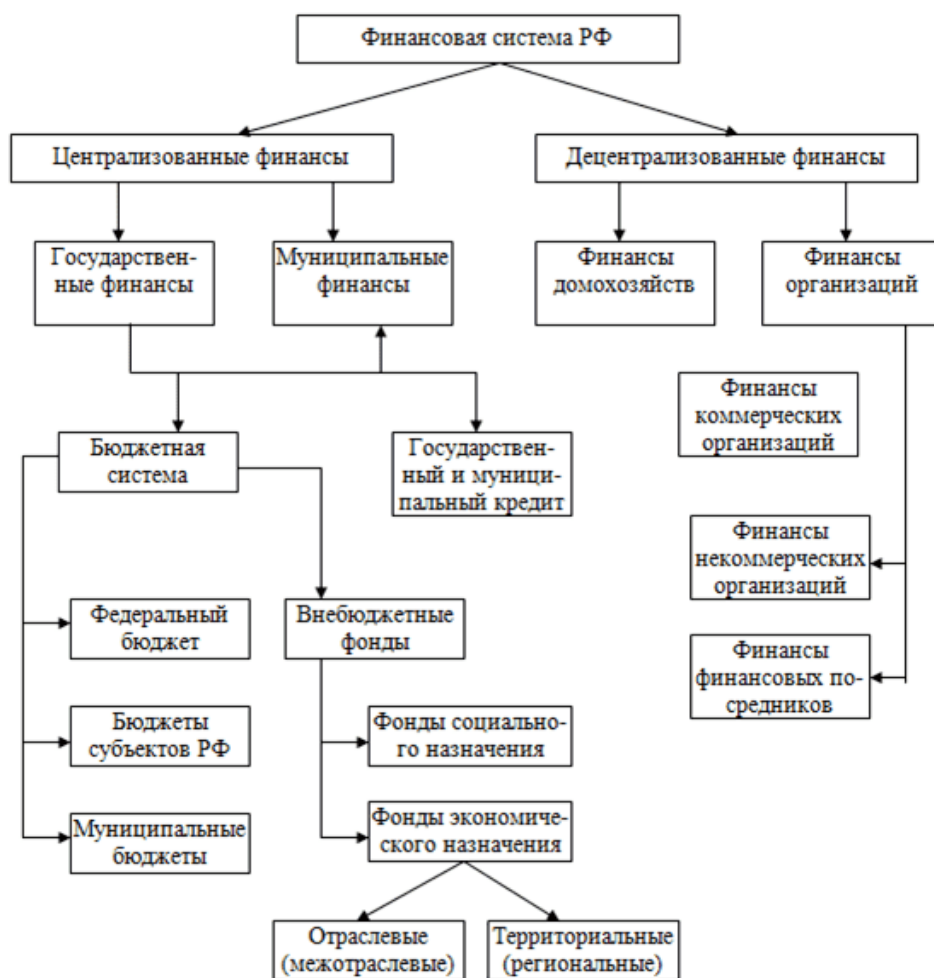 Финансовая система РФ
Централизованные финансы
Децентрализованные финансы
Государствен-
ные финансы
Муниципальные
финансы
Финансы
домохозяйств
Финансы
организаций
Финансы
коммерческих
организаций
Бюджетная
система
Государствен-
ный и муници-
пальный кредит
Финансы
некоммерческих
организаций
Федеральный
бюджет
Внебюджетные
фонды
Финансы
финансовых по-
средников
Бюджеты
субъектов РФ
Фонды социально-
го назначения
Муниципальные
бюджеты
Фонды экономиче-
ского назначения
Отраслевые
(межотраслевые)
Территориальные
(региональные)